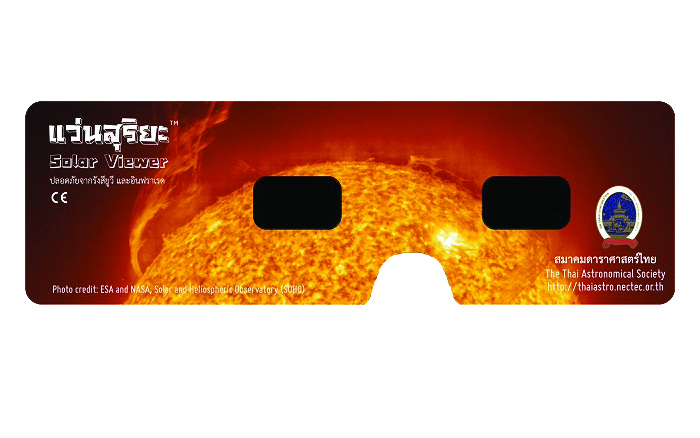 แว่นสุริยะ™
Solar Viewer
ปลอดภัยจากรังสียูวี และอินฟราเรด
CE
Photo credit: ESA and NASA, Solar and Heliospheric Observatory (SOHO)
สมาคมดาราศาสตร์ไทย
The Thai Astronomical Society
http://thaiastro.nectec.or.th